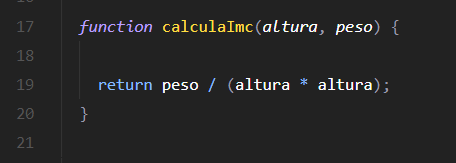 17 function calculaImc(altura, peso) {
18
19 return peso / (altura * altura);
20 }
21